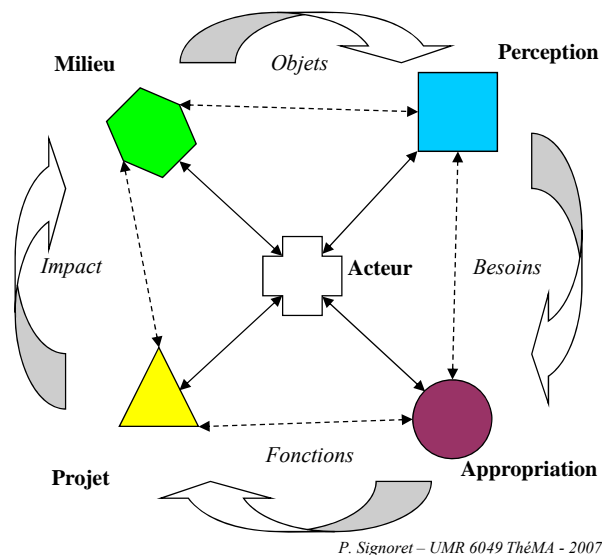 Milieu
Objets
Perception
Impact
Acteur
Besoins
Projet
Fonctions
Appropriation
P. Signoret – UMR 6049 ThéMA - 2007